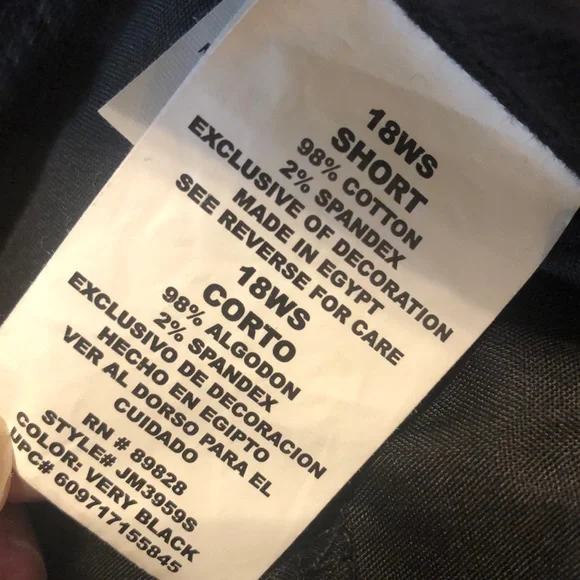 18WS
SHORT
98% COTTON
2% SPANDEX
EXCLUSIVE OF DECORATION
MADE IN EGYPT
SEE REVERSE FOR CARE
18WS
CORTO
98% ALGODON
2% SPANDEX
EXCLUSIVO DE DECORACION
HECHO EN EGIPTO
VER AL DORSO PARA EL
CUIDADO
RN # 89828
STYLE# JM3959S
COLOR: VERY BLACK
UPC# 609717155845